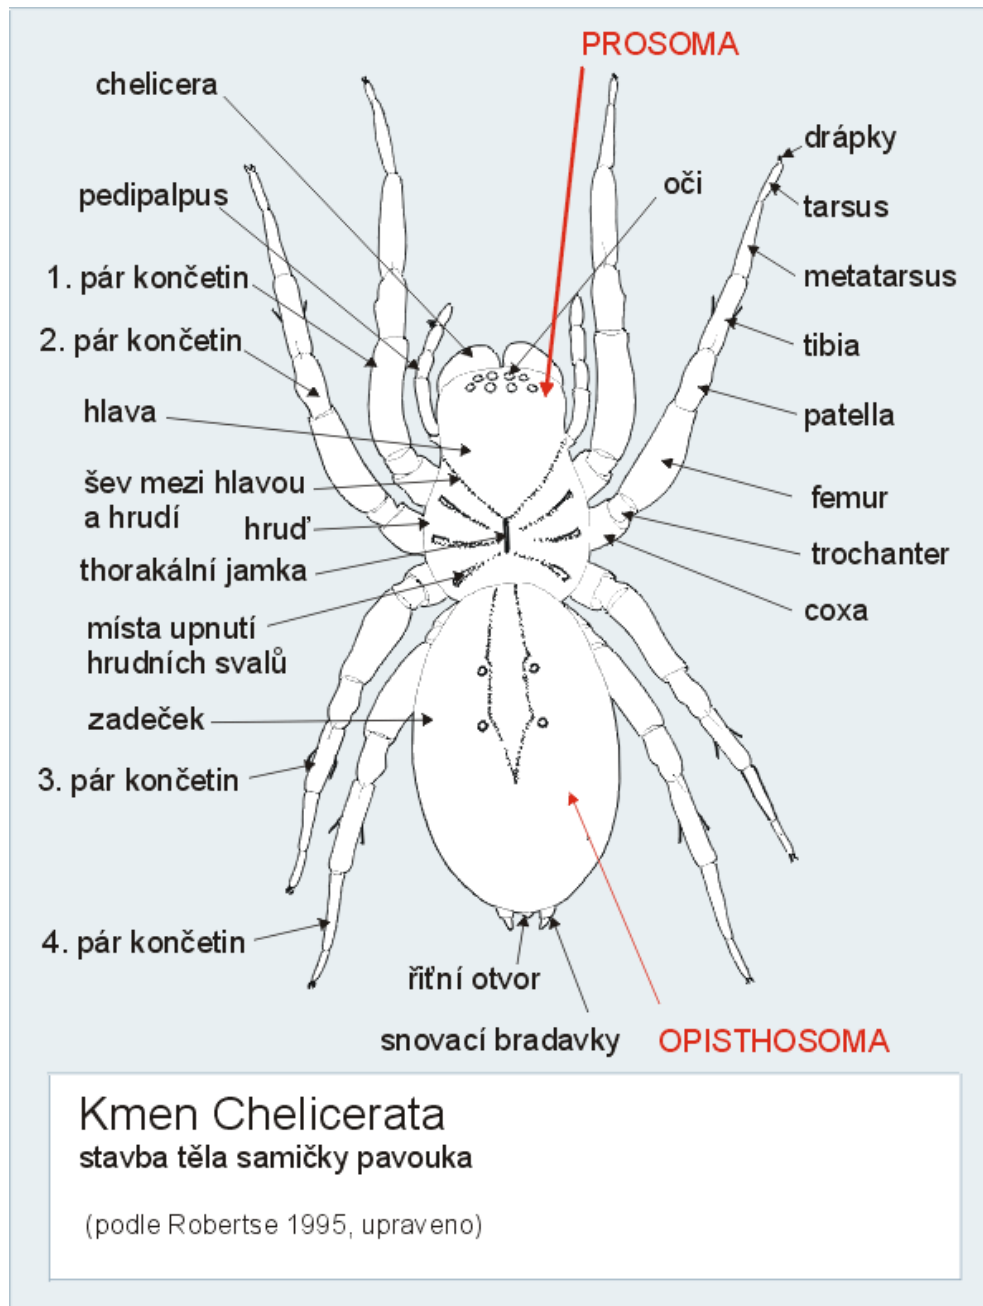 PROSOMA
chelicera
drápky
oči
pedipalpus
tarsus
1. pár končetin
metatarsus
2. pár končetin
tibia
hlava
patella
šev mezi hlavou
a hrudí
femur
hruď
trochanter
thorakální jamka
coxa
místa upnutí
hrudních svalů
zadeček
3. pár končetin
4. pár končetin
řiťní otvor
snovací bradavky
OPISTHOSOMA
Kmen Chelicerata
stavba těla samičky pavouka
(podle Robertse 1995, upraveno)